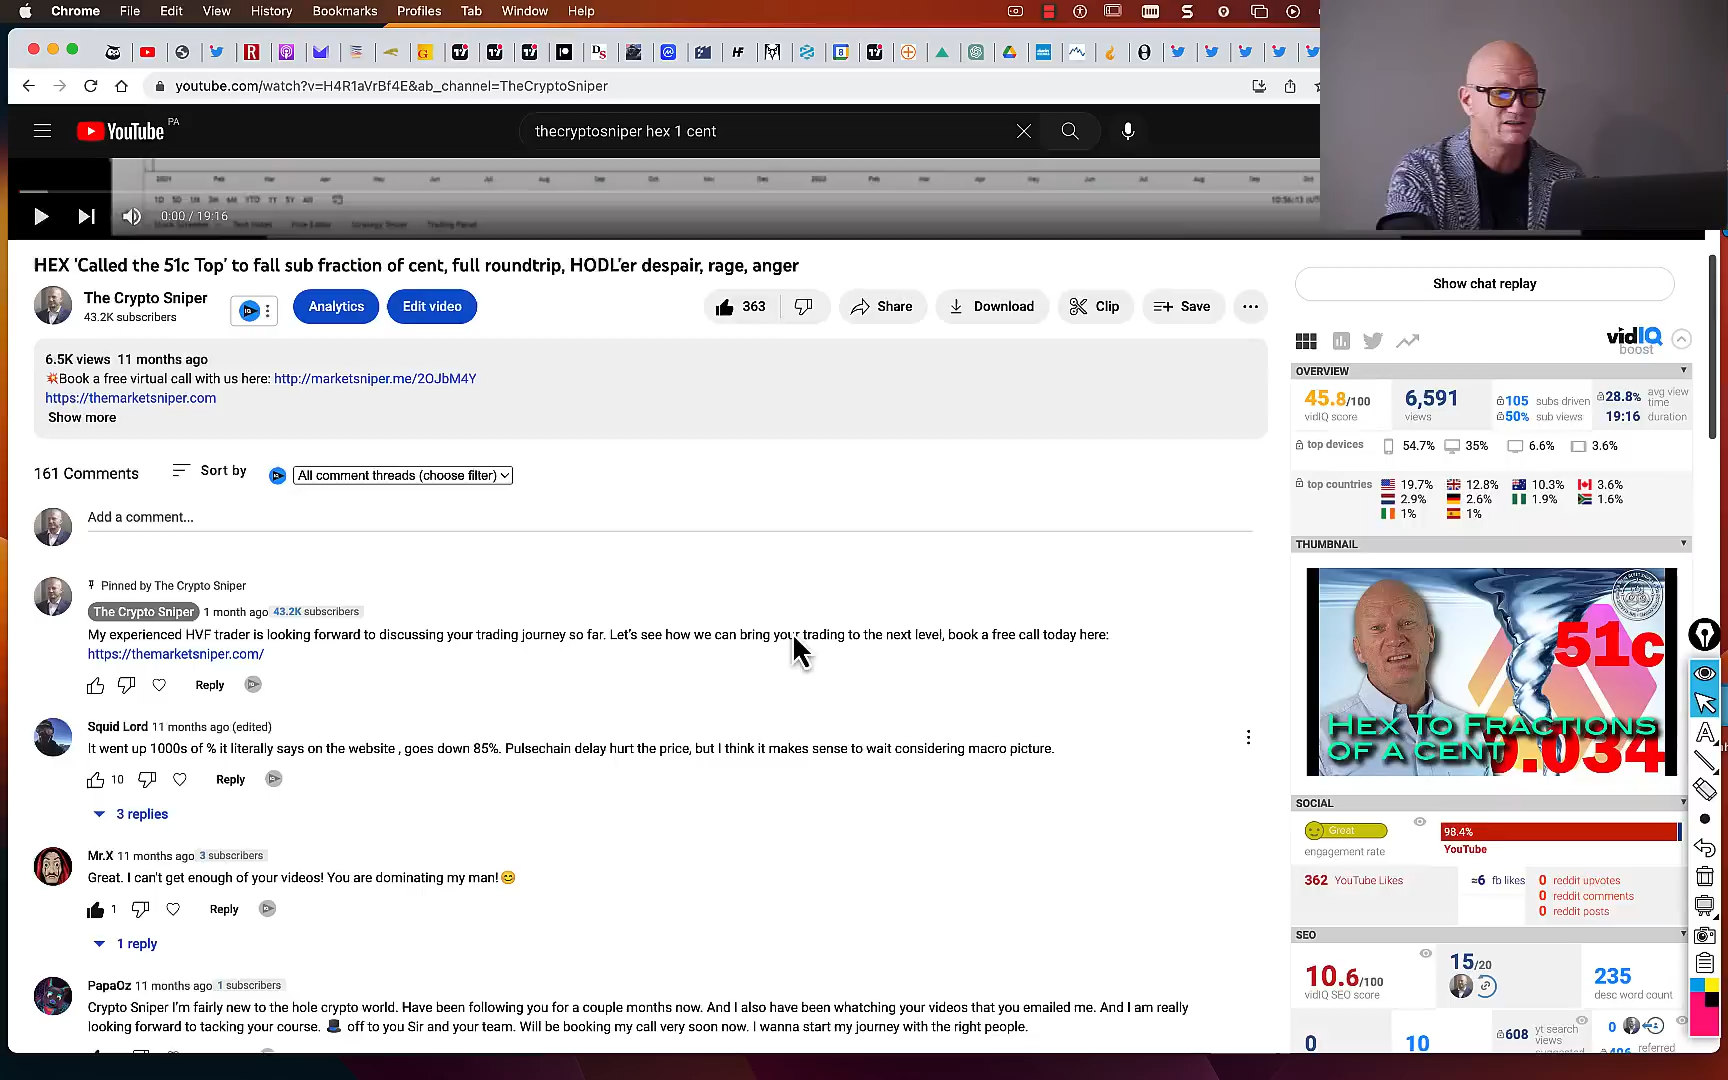 Chrome File Edit View History Bookmarks Profiles Tab Window Help
youtube.com/watch?v=H4R1aVrBf4E&ab_channel=TheCryptoSniper
YouTube PA
thecryptosniper hex 1 cent
0:00 / 19:16
HEX 'Called the 51c Top' to fall sub fraction of cent, full roundtrip, HODL'er despair, rage, anger
The Crypto Sniper
43.2K subscribers
Analytics
Edit video
363
Share
Download
Clip
Save
6.5K views 11 months ago
💥Book a free virtual call with us here: http://marketsniper.me/2OJbM4Y
https://themarketsniper.com
Show more
161 Comments
Sort by
All comment threads (choose filter)
Add a comment...
Pinned by The Crypto Sniper
The Crypto Sniper 1 month ago 43.2K subscribers
My experienced HVF trader is looking forward to discussing your trading journey so far. Let's see how we can bring your trading to the next level, book a free call today here:
https://themarketsniper.com/
Reply
Squid Lord 11 months ago (edited)
It went up 1000s of % it literally says on the website , goes down 85%. Pulsechain delay hurt the price, but I think it makes sense to wait considering macro picture.
10 Reply
3 replies
Mr.X 11 months ago 3 subscribers
Great. I can't get enough of your videos! You are dominating my man!😊
1 Reply
1 reply
PapaOz 11 months ago 1 subscribers
Crypto Sniper I'm fairly new to the hole crypto world. Have been following you for a couple months now. And I also have been whatching your videos that you emailed me. And I am really
looking forward to tacking your course. 🎩 off to you Sir and your team. Will be booking my call very soon now. I wanna start my journey with the right people.
Show chat replay
vidIQ
boost
OVERVIEW
45.8/100
vidIQ score
6,591
views
105 subs driven
50% sub views
28.8% avg view time
19:16 duration
top devices 54.7% 35% 6.6% 3.6%
top countries 19.7% 12.8% 10.3% 3.6%
2.9% 2.6% 1.9% 1.6%
1% 1%
THUMBNAIL
51c
HEX TO FRACTIONS
OF A CENT
0.034
SOCIAL
Great
engagement rate
98.4%
YouTube
362 YouTube Likes
≈6 fb likes
0 reddit upvotes
0 reddit comments
0 reddit posts
SEO
10.6/100
vidIQ SEO score
15/20
235
desc word count
0
10
608 yt search
views
0
referred